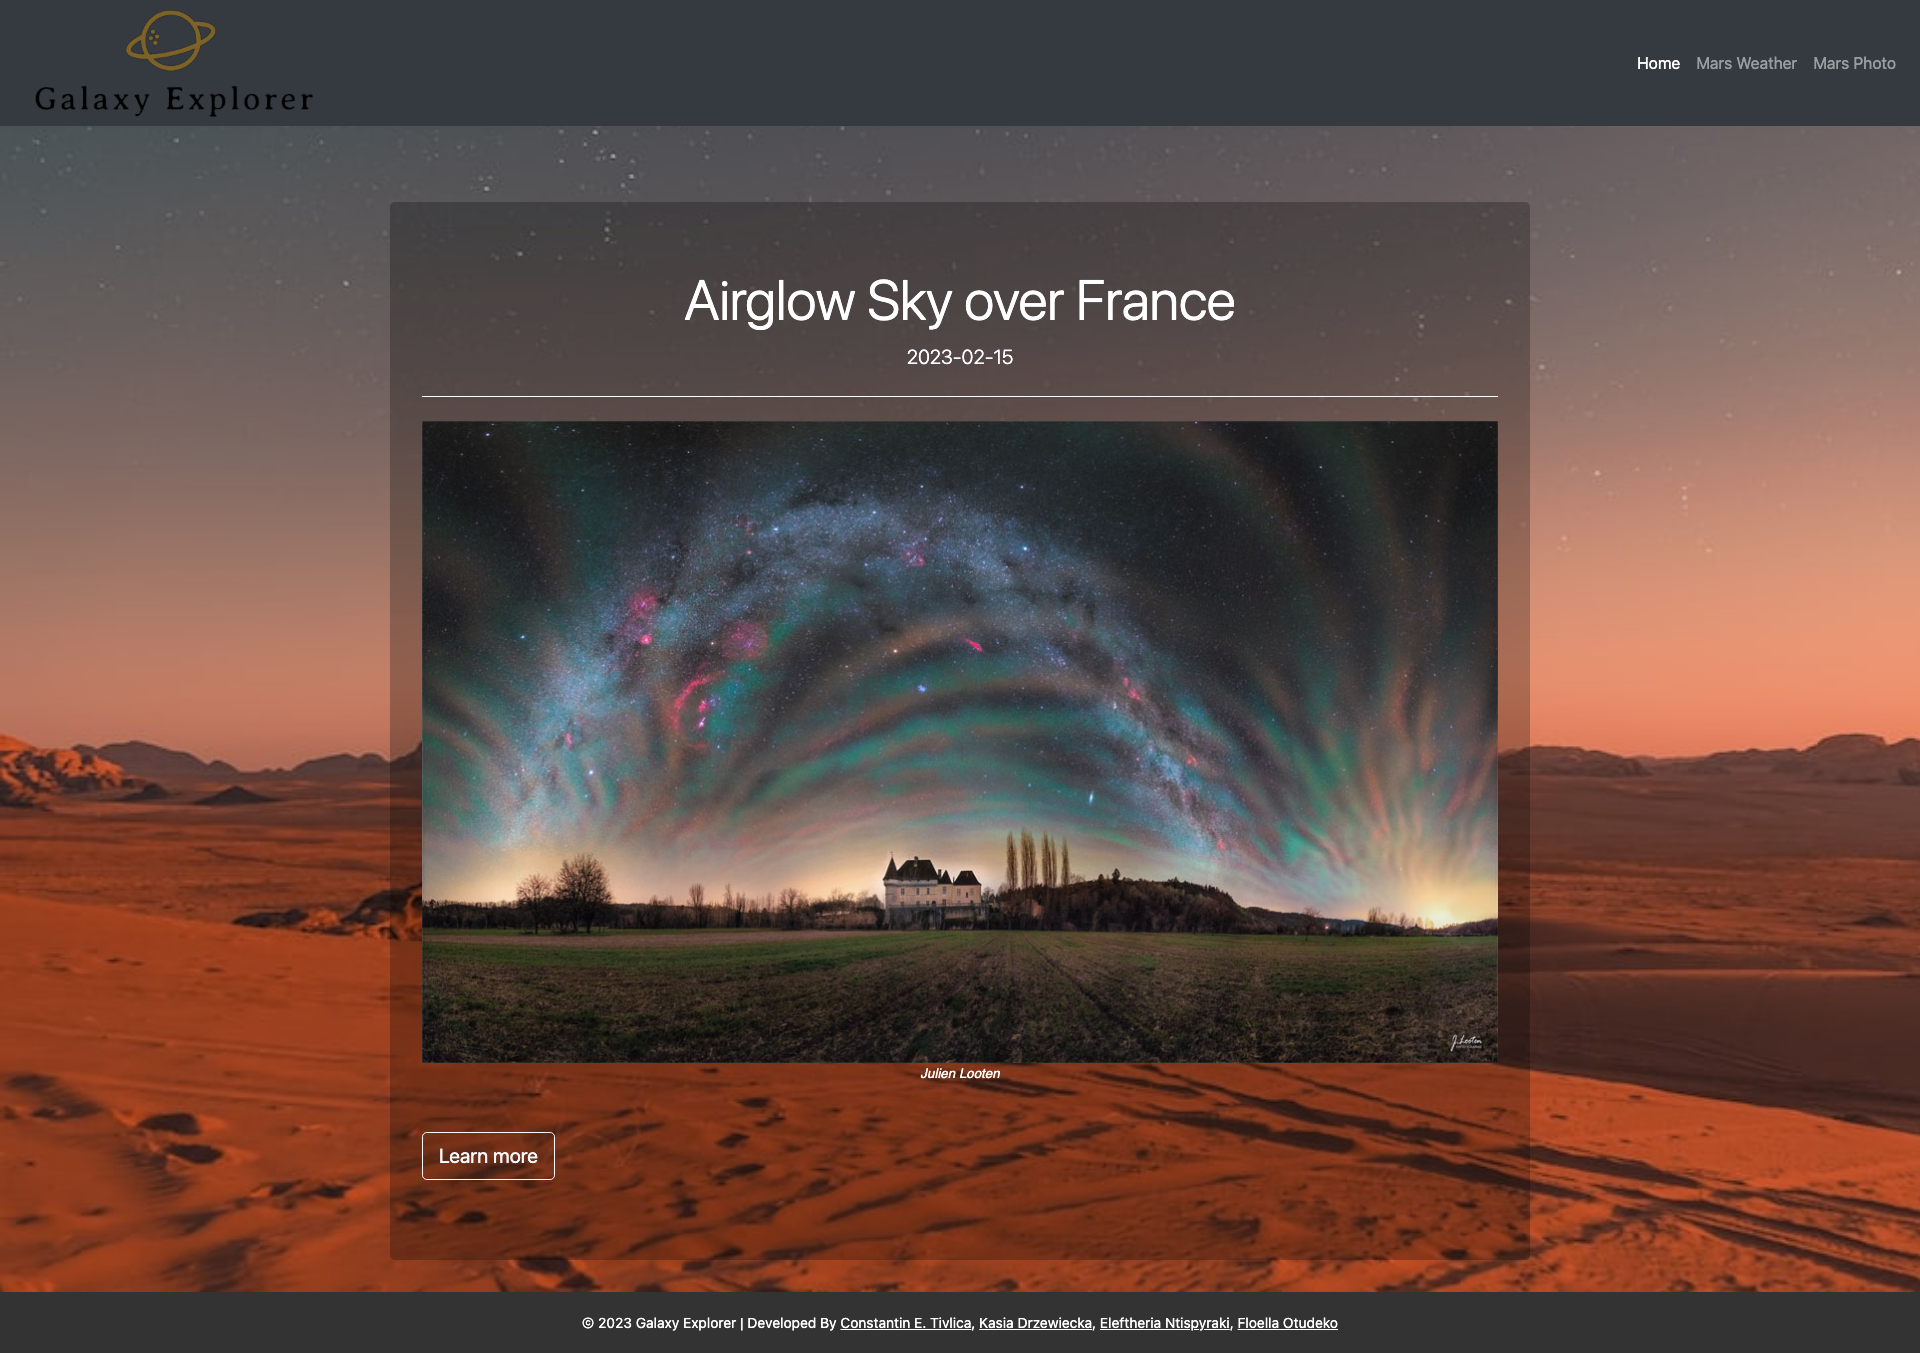 Galaxy Explorer
Home Mars Weather Mars Photo
Airglow Sky over France
2023-02-15
J. Looten
Julien Looten
Learn more
© 2023 Galaxy Explorer | Developed By Constantin E. Tivlica, Kasia Drzewiecka, Eleftheria Ntispyraki, Floella Otudeko